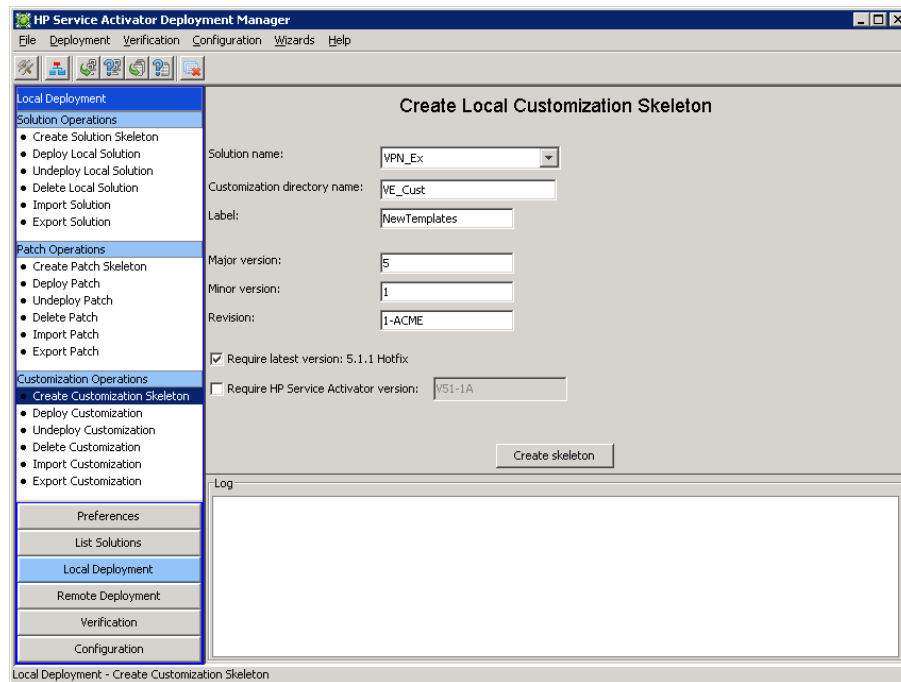 HP Service Activator Deployment Manager
File Deployment Verification Configuration Wizards Help
Local Deployment
Solution Operations
Create Solution Skeleton
Deploy Local Solution
Undeploy Local Solution
Delete Local Solution
Import Solution
Export Solution
Patch Operations
Create Patch Skeleton
Deploy Patch
Undeploy Patch
Delete Patch
Import Patch
Export Patch
Customization Operations
Create Customization Skeleton
Deploy Customization
Undeploy Customization
Delete Customization
Import Customization
Export Customization
Preferences
List Solutions
Local Deployment
Remote Deployment
Verification
Configuration
Create Local Customization Skeleton
Solution name: VPN_Ex
Customization directory name: VE_Cust
Label: NewTemplates
Major version: 5
Minor version: 1
Revision: 1-ACME
Require latest version: 5.1.1 Hotfix
Require HP Service Activator version: V51-1A
Create skeleton
Log
Local Deployment - Create Customization Skeleton